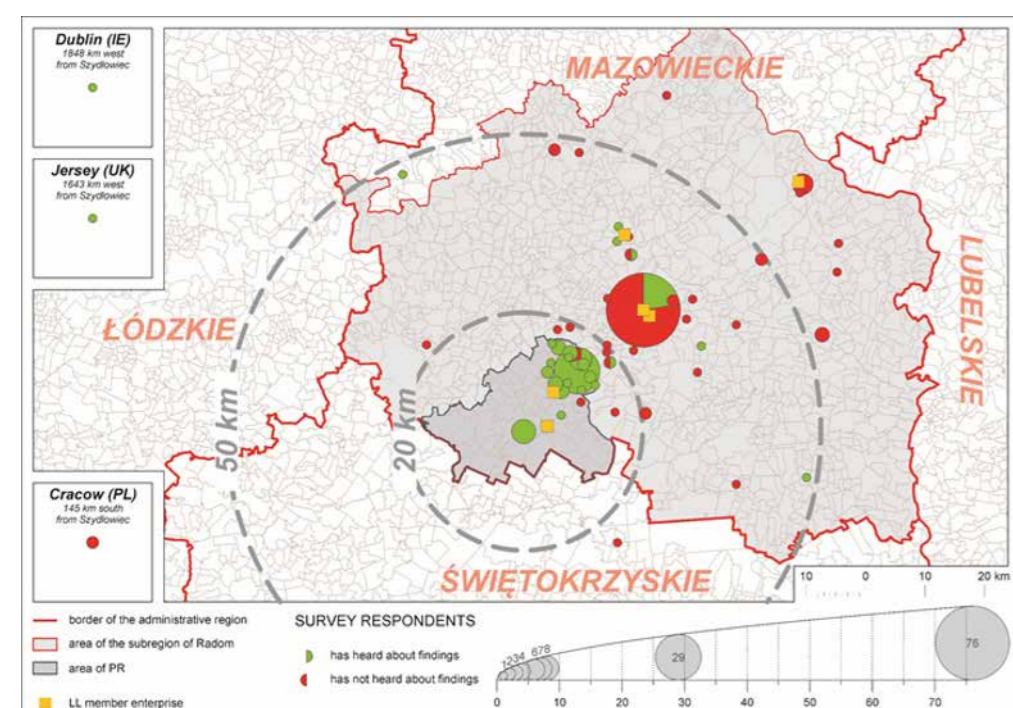 Dublin (IE)
1848 km west
from Szydłowiec
Jersey (UK)
1643 km west
from Szydłowiec
Cracow (PL)
145 km south
from Szydłowiec
MAZOWIECKIE
LUBELSKIE
ŁÓDZKIE
50 km
20 km
ŚWIĘTOKRZYSKIE
10 0 10 20 km
border of the administrative region
area of the subregion of Radom
area of PR
LL member enterprise
SURVEY RESPONDENTS
has heard about findings
has not heard about findings
1234 678
29
76
0 10 20 30 40 50 60 70